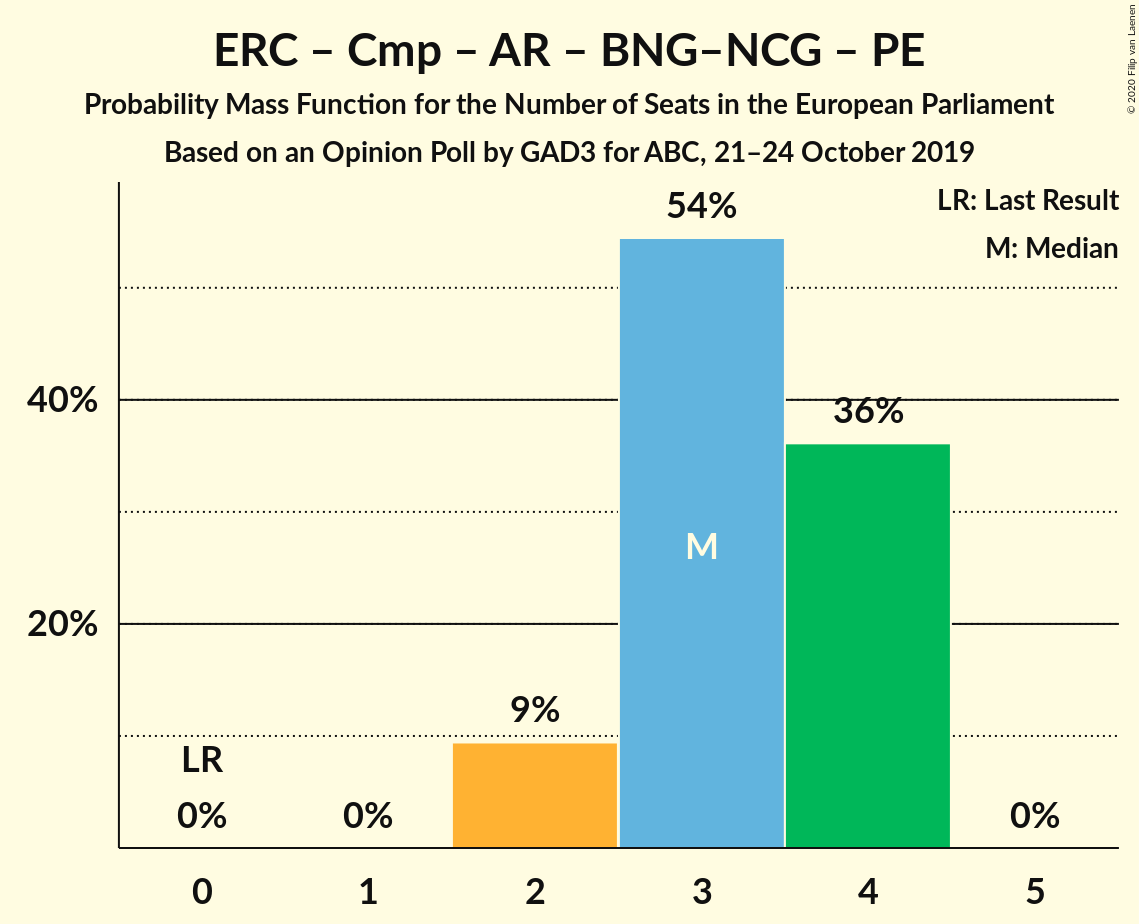 ERC – Cmp – AR – BNG–NCG – PE
Probability Mass Function for the Number of Seats in the European Parliament
Based on an Opinion Poll by GAD3 for ABC, 21–24 October 2019
© 2020 Filip van Laenen
LR: Last Result
M: Median
54%
40%
36%
M
20%
9%
LR
0%
0%
0%
0
1
2
3
4
5